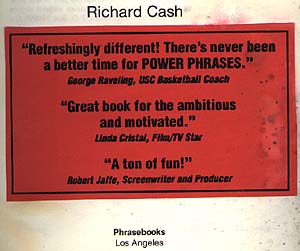 Richard Cash
"Refreshingly different! There's never been
a better time for POWER PHRASES."
George Raveling, USC Basketball Coach
"Great book for the ambitious
and motivated."
Linda Cristal, Film/TV Star
"A ton of fun!"
Robert Jaffe, Screenwriter and Producer
Phrasebooks
Los Angeles